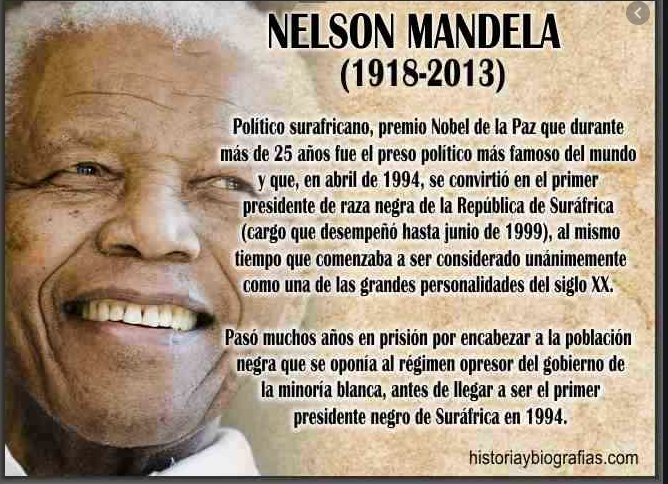 NELSON MANDELA
(1918-2013)
Político surafricano, premio Nobel de la Paz que durante
más de 25 años fue el preso político más famoso del mundo
y que, en abril de 1994, se convirtió en el primer
presidente de raza negra de la República de Suráfrica
(cargo que desempeñó hasta junio de 1999), al mismo
tiempo que comenzaba a ser considerado unánimemente
como una de las grandes personalidades del siglo XX.
Pasó muchos años en prisión por encabezar a la población
negra que se oponía al régimen opresor del gobierno de
la minoría blanca, antes de llegar a ser el primer
presidente negro de Suráfrica en 1994.
historiaybiografias.com